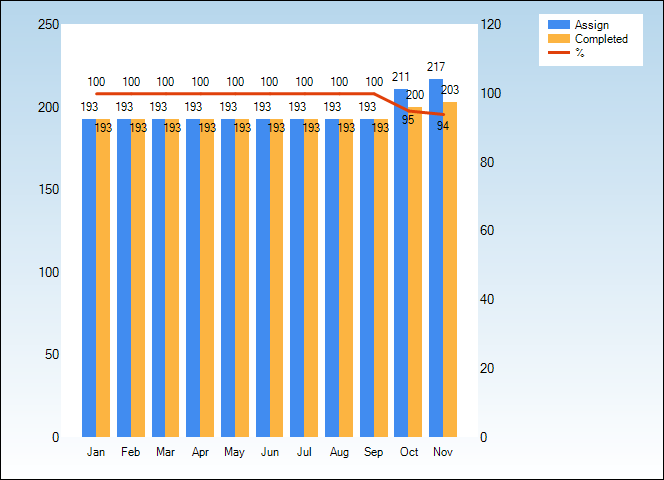 250
200
150
100
50
0
120
100
80
60
40
20
0
Assign
Completed
%
100 100 100 100 100 100 100 100 100
193 193 193 193 193 193 193 193 193 211 217
193 193 193 193 193 193 193 193 193 200 203
95 94
Jan Feb Mar Apr May Jun Jul Aug Sep Oct Nov